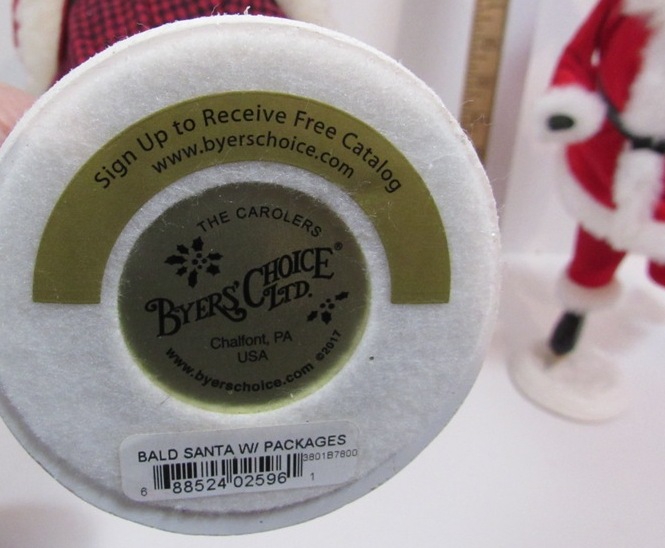 Sign Up to Receive Free Catalog
www.byerschoice.com
THE CAROLERS
BYERS' CHOICE®
LTD.
Chalfont, PA
USA
www.byerschoice.com ©2017
BALD SANTA W/ PACKAGES
3801B7800
6 88524 02596 1